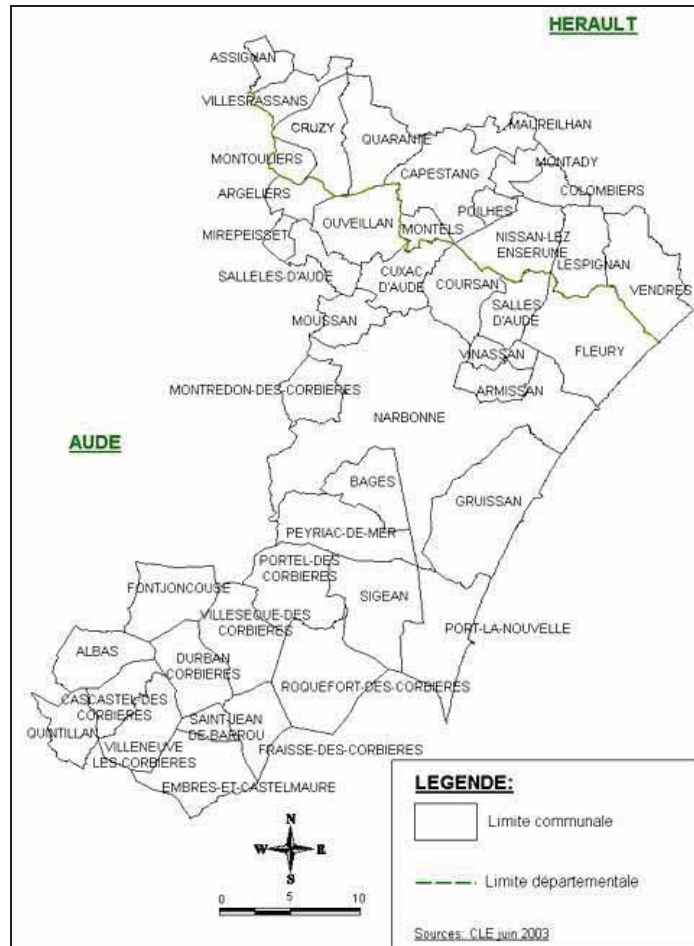 HERAULT
ASSIGNAN
VILLESPASSANS
CRUZY
MAUREILHAN
QUARANTE
MONTOULIERS
MONTADY
CAPESTANG
ARGELIERS
COLOMBIERS
POILHES
OUVEILLAN
MONTELS
MIREPEISSET
NISSAN-LEZ
ENSERUNE
LESPIGNAN
SALLELES-D'AUDE
CUXAC
D'AUDE
COURSAN
VENDRES
SALLES
D'AUDE
MOUSSAN
FLEURY
VINASSAN
MONTREDON-DES-CORBIERES
ARMISSAN
NARBONNE
AUDE
BAGES
GRUISSAN
PEYRIAC-DE-MER
PORTEL-DES
CORBIERES
FONTJONCOUSE
SIGEAN
VILLESEQUE-DES
CORBIERES
PORT-LA-NOUVELLE
ALBAS
DURBAN
CORBIERES
ROQUEFORT-DES-CORBIERES
CASCASTEL-DES
CORBIERES
SAINT-JEAN
DE-BARROU
QUINTILLAN
VILLENEUVE
LES-CORBIERES
FRAISSE-DES-CORBIERES
EMBRES-ET-CASTELMAURE
LEGENDE:
Limite communale
Limite départementale
Sources: CLE juin 2003
N
W E
S
0 5 10